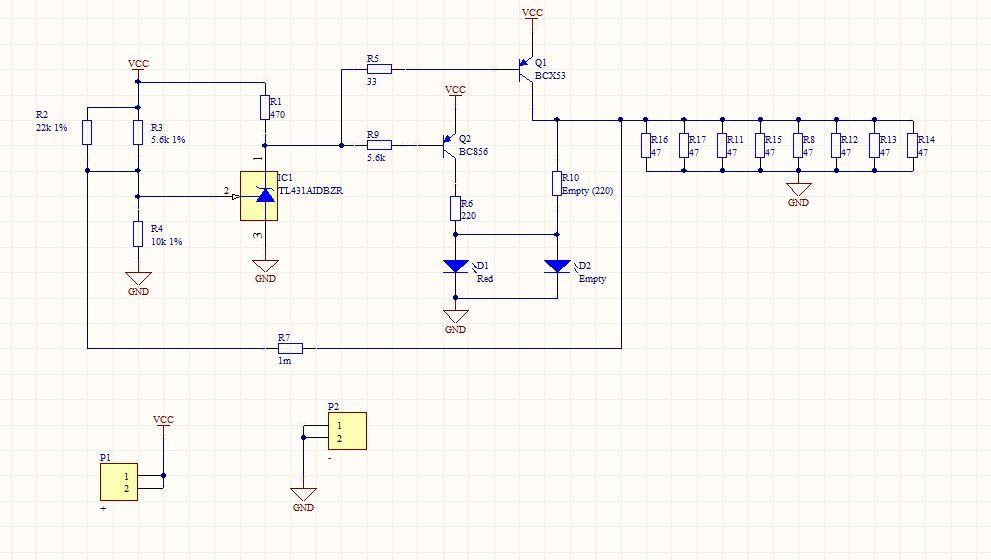 VCC
Q1
BCX53
R5
33
VCC
R1
470
R2
22k 1%
R3
5.6k 1%
VCC
R9
5.6k
Q2
BC856
R16
47
R17
47
R11
47
R15
47
R8
47
R12
47
R13
47
R14
47
GND
1
IC1
TL431AIDBZR
2
3
R10
Empty (220)
R6
220
R4
10k 1%
GND
GND
D1
Red
D2
Empty
GND
R7
1m
VCC
P1
1
2
+
P2
1
2
-
GND